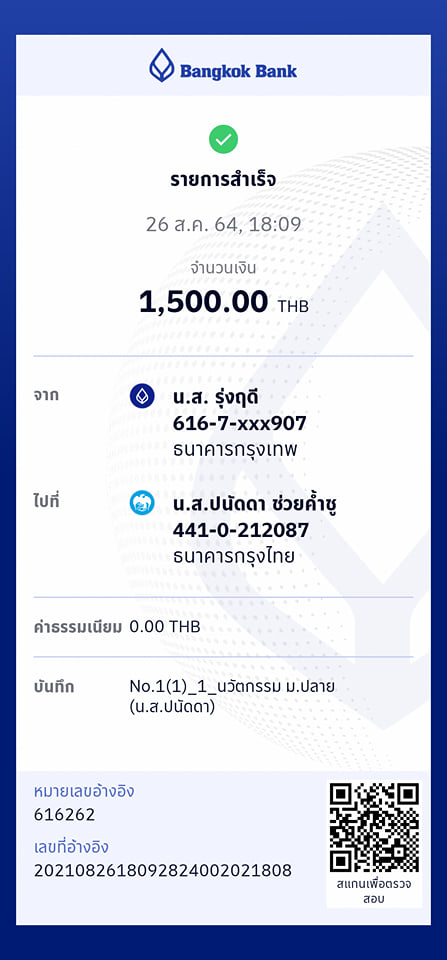 Bangkok Bank
รายการสำเร็จ
26 ส.ค. 64, 18:09
จำนวนเงิน
1,500.00 THB
จาก
น.ส. รุ่งฤดี
616-7-xxx907
ธนาคารกรุงเทพ
ไปที่
น.ส.ปนัดดา ช่วยค้ำชู
441-0-212087
ธนาคารกรุงไทย
ค่าธรรมเนียม 0.00 THB
บันทึก
No.1(1)_1_นวัตกรรม ม.ปลาย
(น.ส.ปนัดดา)
หมายเลขอ้างอิง
616262
เลขที่อ้างอิง
2021082618092824002021808
สแกนเพื่อตรวจ
สอบ